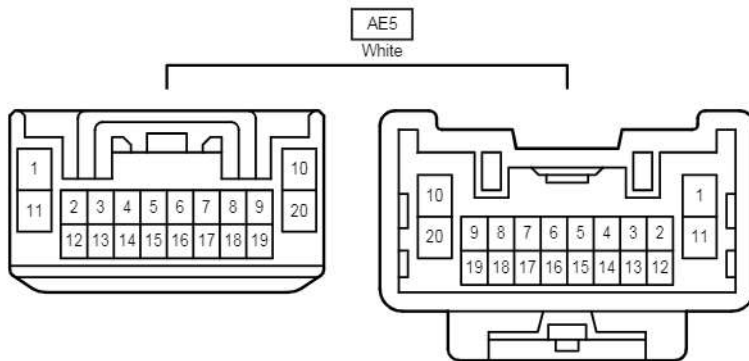 AE5
White
1 10
11 2 3 4 5 6 7 8 9 20
12 13 14 15 16 17 18 19
10 1
20 9 8 7 6 5 4 3 2 11
19 18 17 16 15 14 13 12